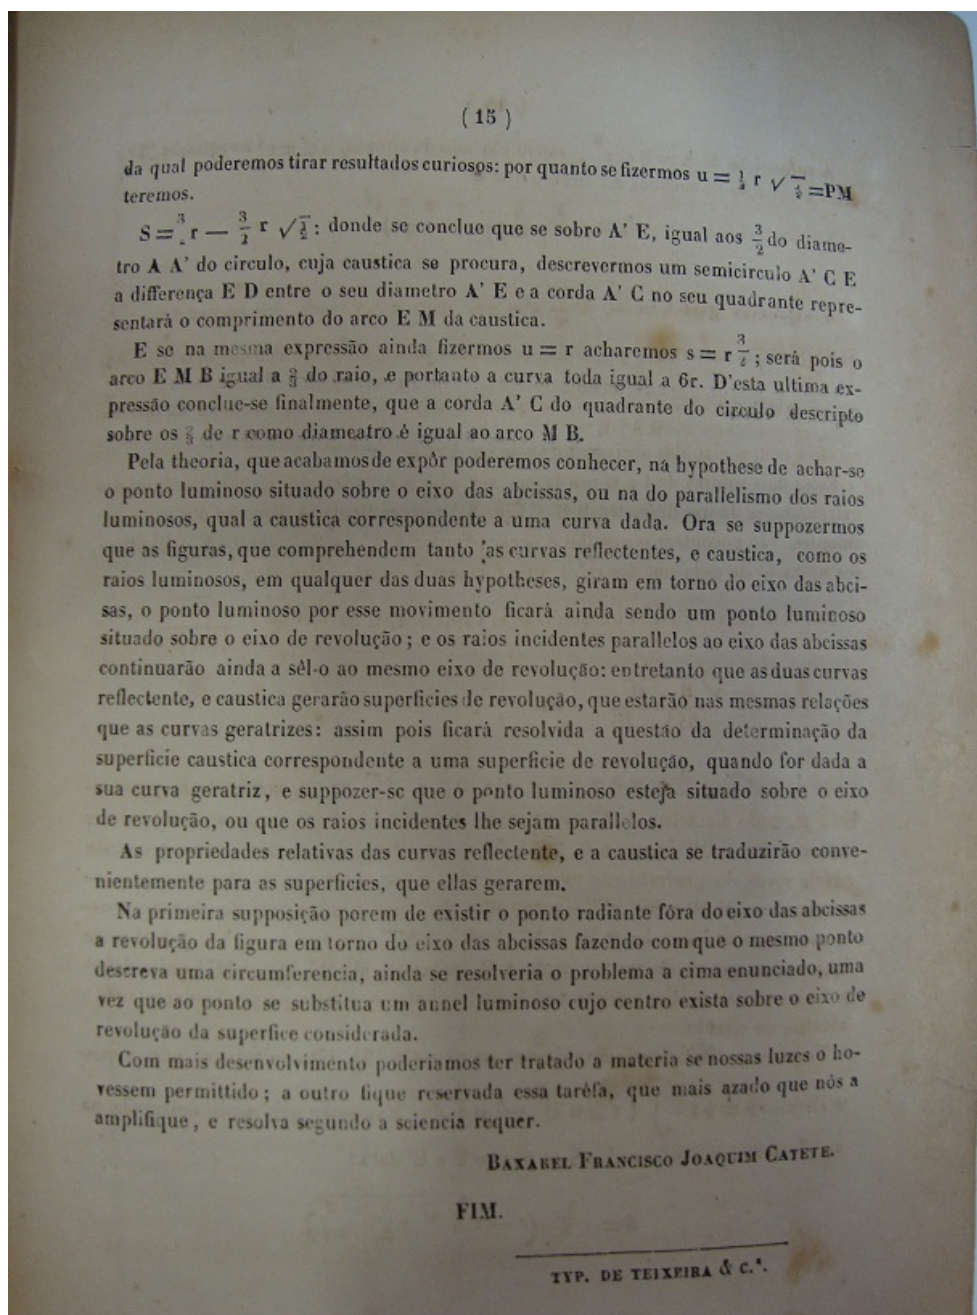 ( 15 )
da qual poderemos tirar resultados curiosos: por quanto se fizermos u = r √ =PM
teremos.
S = r — 3/2 r √ 1/2 : donde se conclue que se sobre A' E, igual aos 3/2 do diame-
tro A A' do circulo, cuja caustica se procura, descrevermos um semicirculo A' C E
a differença E D entre o seu diametro A' E e a corda A' C no seu quadrante repre-
sentará o comprimento do arco E M da caustica.
E se na mesma expressão ainda fizermos u = r acharemos s = r 3/2 ; será pois o
arco E M B igual a do raio, e portanto a curva toda igual a 6r. D'esta ultima ex-
pressão conclue-se finalmente, que a corda A' C do quadrante do circulo descripto
sobre os de r como diameatro é igual ao arco M B.
Pela theoria, que acabamos de expôr poderemos conhecer, na hypothese de achar-se
o ponto luminoso situado sobre o eixo das abcissas, ou na do parallelismo dos raios
luminosos, qual a caustica correspondente a uma curva dada. Ora se suppozermos
que as figuras, que comprehendem tanto as curvas reflectentes, e caustica, como os
raios luminosos, em qualquer das duas hypotheses, giram em torno do eixo das abci-
sas, o ponto luminoso por esse movimento ficará ainda sendo um ponto luminoso
situado sobre o eixo de revolução; e os raios incidentes parallelos ao eixo das abcissas
continuarão ainda a sêl-o ao mesmo eixo de revolução: entretanto que as duas curvas
reflectente, e caustica gerarão superficies de revolução, que estarão nas mesmas relações
que as curvas geratrizes: assim pois ficará resolvida a questão da determinação da
superficie caustica correspondente a uma superficie de revolução, quando for dada a
sua curva geratriz, e suppozer-se que o ponto luminoso esteja situado sobre o eixo
de revolução, ou que os raios incidentes lhe sejam parallelos.
As propriedades relativas das curvas reflectente, e a caustica se traduzirão conve-
nientemente para as superficies, que ellas gerarem.
Na primeira supposição porem de existir o ponto radiante fóra do eixo das abcissas
a revolução da figura em torno do eixo das abcissas fazendo com que o mesmo ponto
descreva uma circumferencia, ainda se resolveria o problema a cima enunciado, uma
vez que ao ponto se substitua um annel luminoso cujo centro exista sobre o eixo de
revolução da superfice considerada.
Com mais desenvolvimento poderiamos ter tratado a materia se nossas luzes o ho-
vessem permittido; a outro fique reservada essa taréfa, que mais azado que nós a
amplifique, e resolva segundo a sciencia requer.
BAXAREL FRANCISCO JOAQUIM CATETE.
FIM.
TYP. DE TEIXEIRA & C.ª.